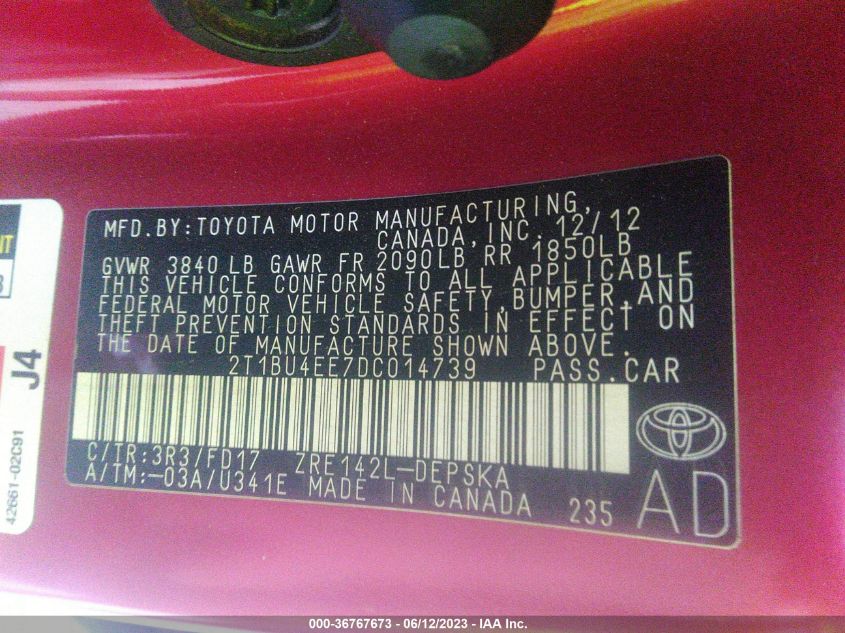 MFD.BY:TOYOTA MOTOR MANUFACTURING,
CANADA,INC. 12/12
GVWR 3840 LB GAWR FR 2090LB RR 1850LB
THIS VEHICLE CONFORMS TO ALL APPLICABLE
FEDERAL MOTOR VEHICLE SAFETY,BUMPER,AND
THEFT PREVENTION STANDARDS IN EFFECT ON
THE DATE OF MANUFACTURE SHOWN ABOVE.
2T1BU4EE7DC014739 PASS.CAR
C/TR:3R3/FD17 ZRE142L-DEPSKA
A/TM:-03A/U341E MADE IN CANADA 235
AD
J4
42661-02C91
000-36767673 - 06/12/2023 - IAA Inc.